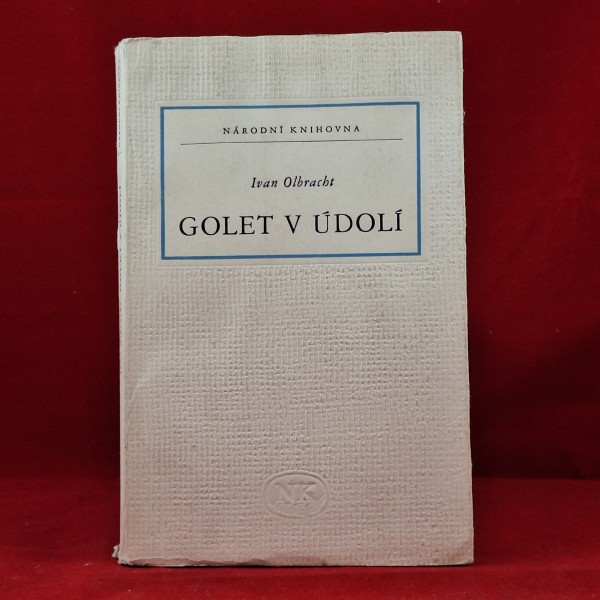 NÁRODNÍ KNIHOVNA
Ivan Olbracht
GOLET V ÚDOLÍ
NK